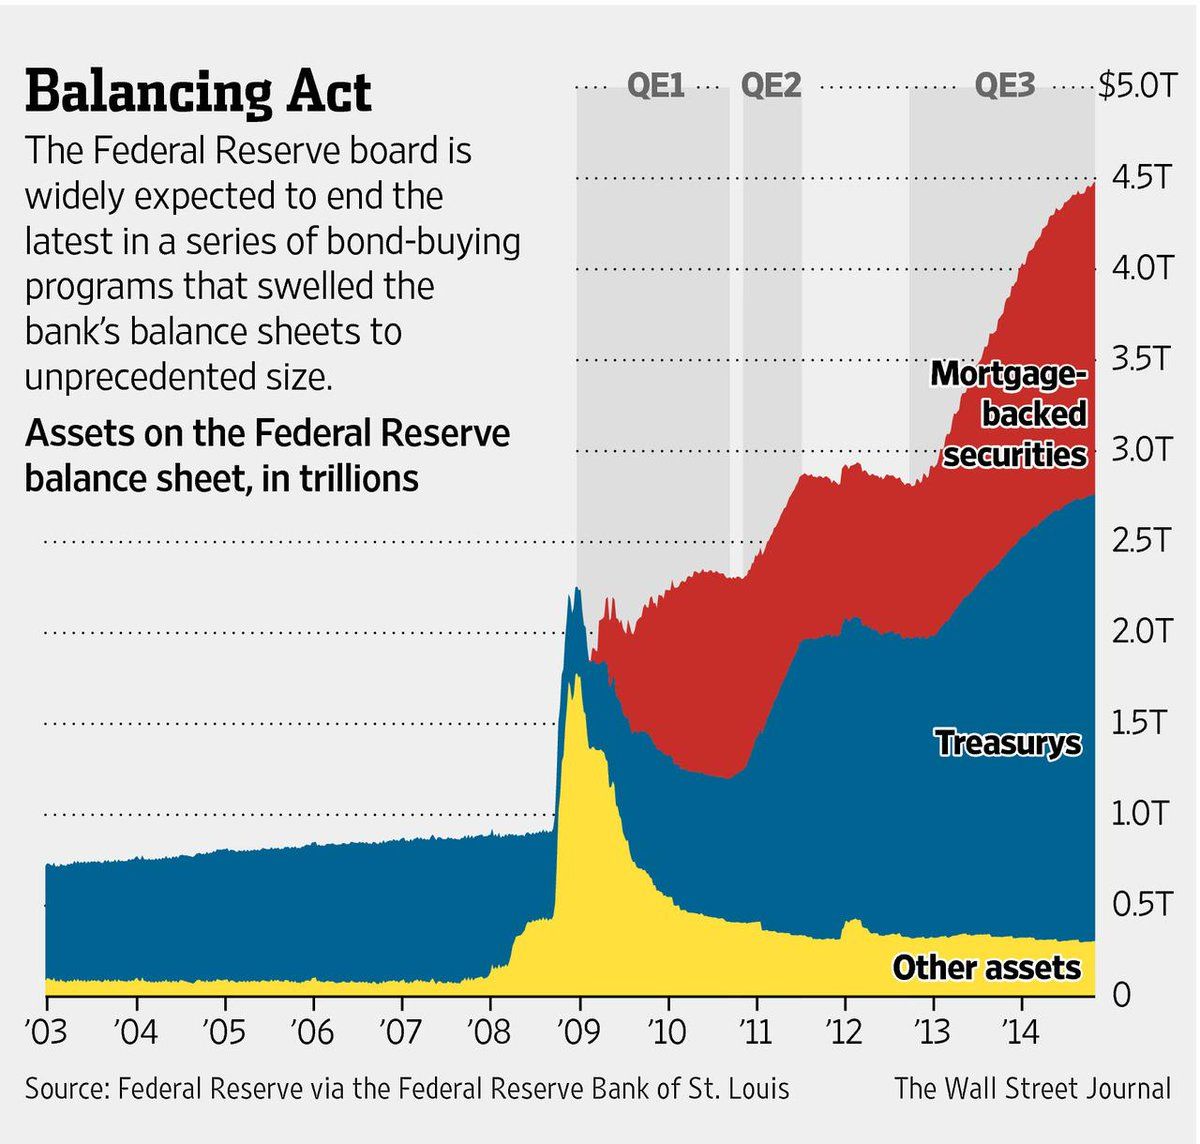 Balancing Act
The Federal Reserve board is
widely expected to end the
latest in a series of bond-buying
programs that swelled the
bank’s balance sheets to
unprecedented size.
Assets on the Federal Reserve
balance sheet, in trillions
QE1
QE2
QE3
$5.0T
4.5T
4.0T
3.5T
3.0T
2.5T
2.0T
1.5T
1.0T
0.5T
0
Mortgage-
backed
securities
Treasurys
Other assets
’03 ’04 ’05 ’06 ’07 ’08 ’09 ’10 ’11 ’12 ’13 ’14
Source: Federal Reserve via the Federal Reserve Bank of St. Louis
The Wall Street Journal